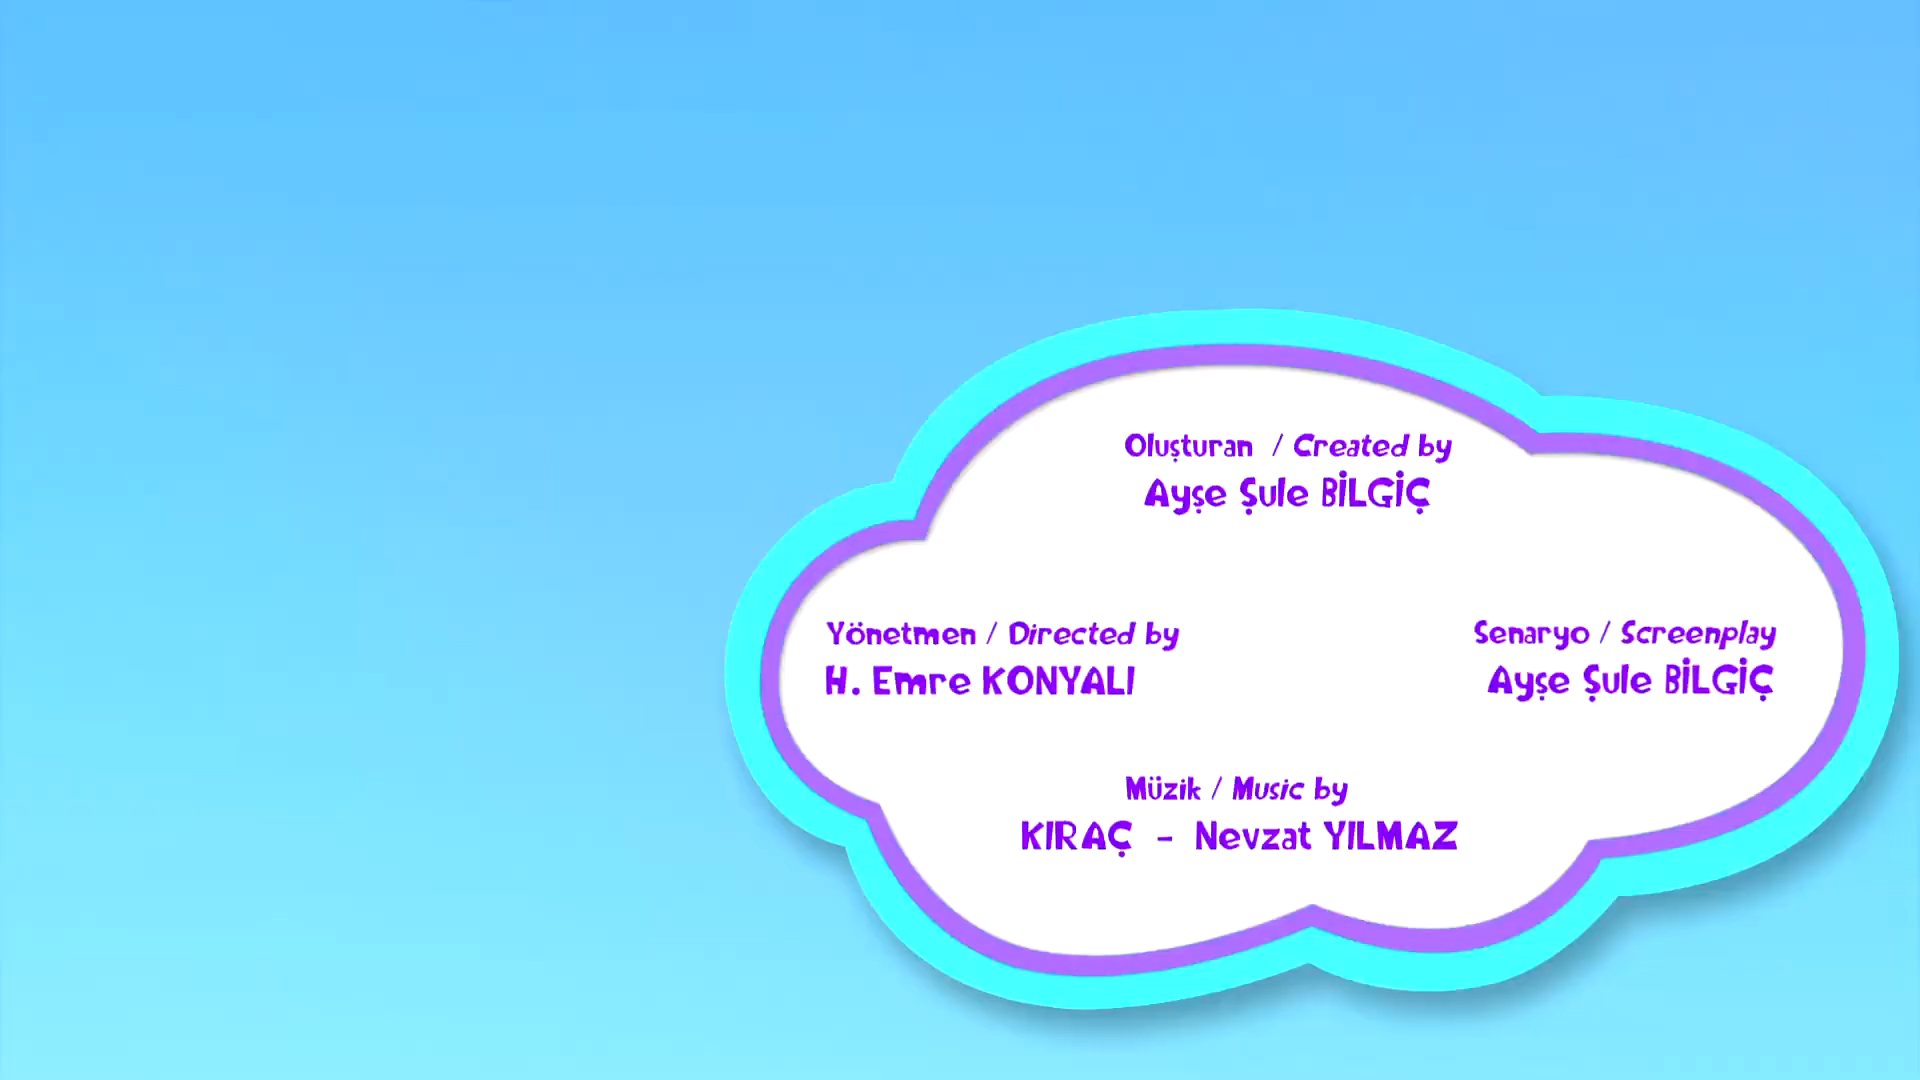 Oluşturan / Created by
Ayşe Şule BİLGİÇ
Yönetmen / Directed by
H. Emre KONYALI
Senaryo / Screenplay
Ayşe Şule BİLGİÇ
Müzik / Music by
KIRAÇ - Nevzat YILMAZ